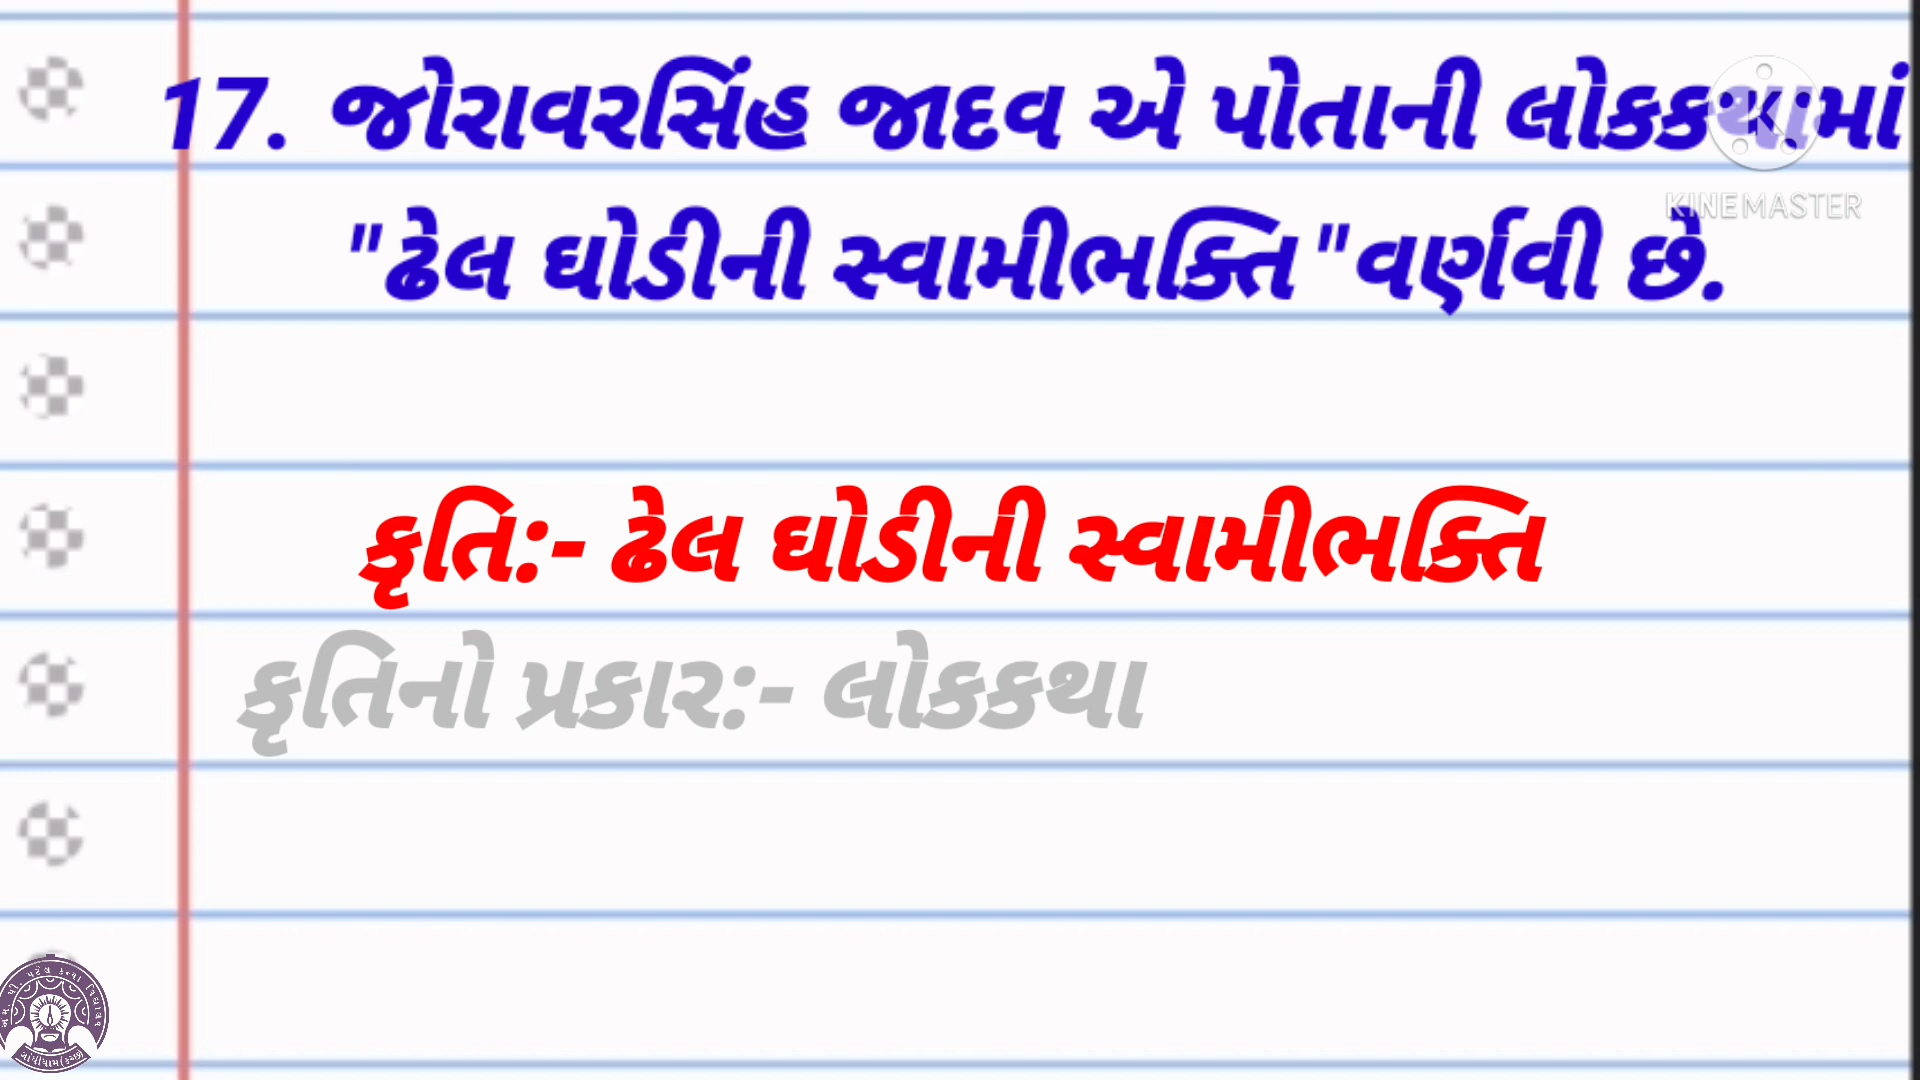 17. જોરાવરસિંહ જાદવ એ પોતાની લોકકથામાં
"ઢેલ ઘોડીની સ્વામીભક્તિ"વર્ણવી છે.
KINEMASTER
કૃતિ:- ઢેલ ઘોડીની સ્વામીભક્તિ
કૃતિનો પ્રકાર:- લોકકથા